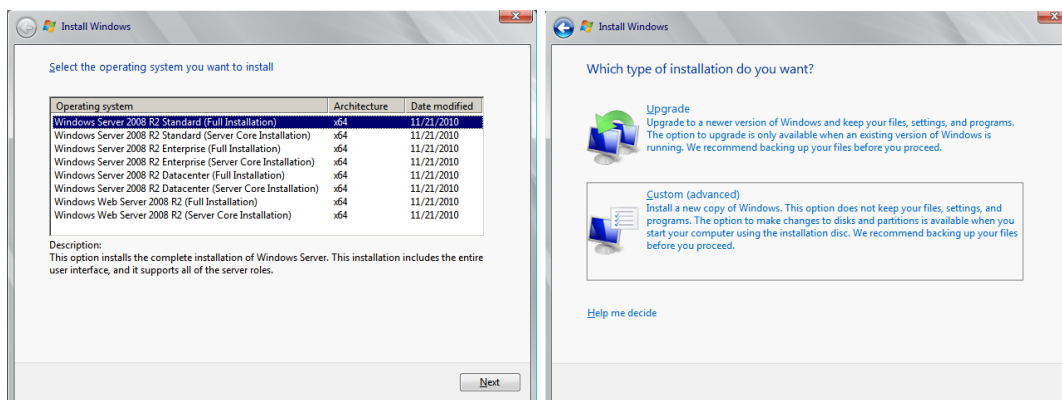 Install Windows
Select the operating system you want to install
Operating system Architecture Date modified
Windows Server 2008 R2 Standard (Full Installation) x64 11/21/2010
Windows Server 2008 R2 Standard (Server Core Installation) x64 11/21/2010
Windows Server 2008 R2 Enterprise (Full Installation) x64 11/21/2010
Windows Server 2008 R2 Enterprise (Server Core Installation) x64 11/21/2010
Windows Server 2008 R2 Datacenter (Full Installation) x64 11/21/2010
Windows Server 2008 R2 Datacenter (Server Core Installation) x64 11/21/2010
Windows Web Server 2008 R2 (Full Installation) x64 11/21/2010
Windows Web Server 2008 R2 (Server Core Installation) x64 11/21/2010
Description:
This option installs the complete installation of Windows Server. This installation includes the entire
user interface, and it supports all of the server roles.
Next
Install Windows
Which type of installation do you want?
Upgrade
Upgrade to a newer version of Windows and keep your files, settings, and programs.
The option to upgrade is only available when an existing version of Windows is
running. We recommend backing up your files before you proceed.
Custom (advanced)
Install a new copy of Windows. This option does not keep your files, settings, and
programs. The option to make changes to disks and partitions is available when you
start your computer using the installation disc. We recommend backing up your files
before you proceed.
Help me decide